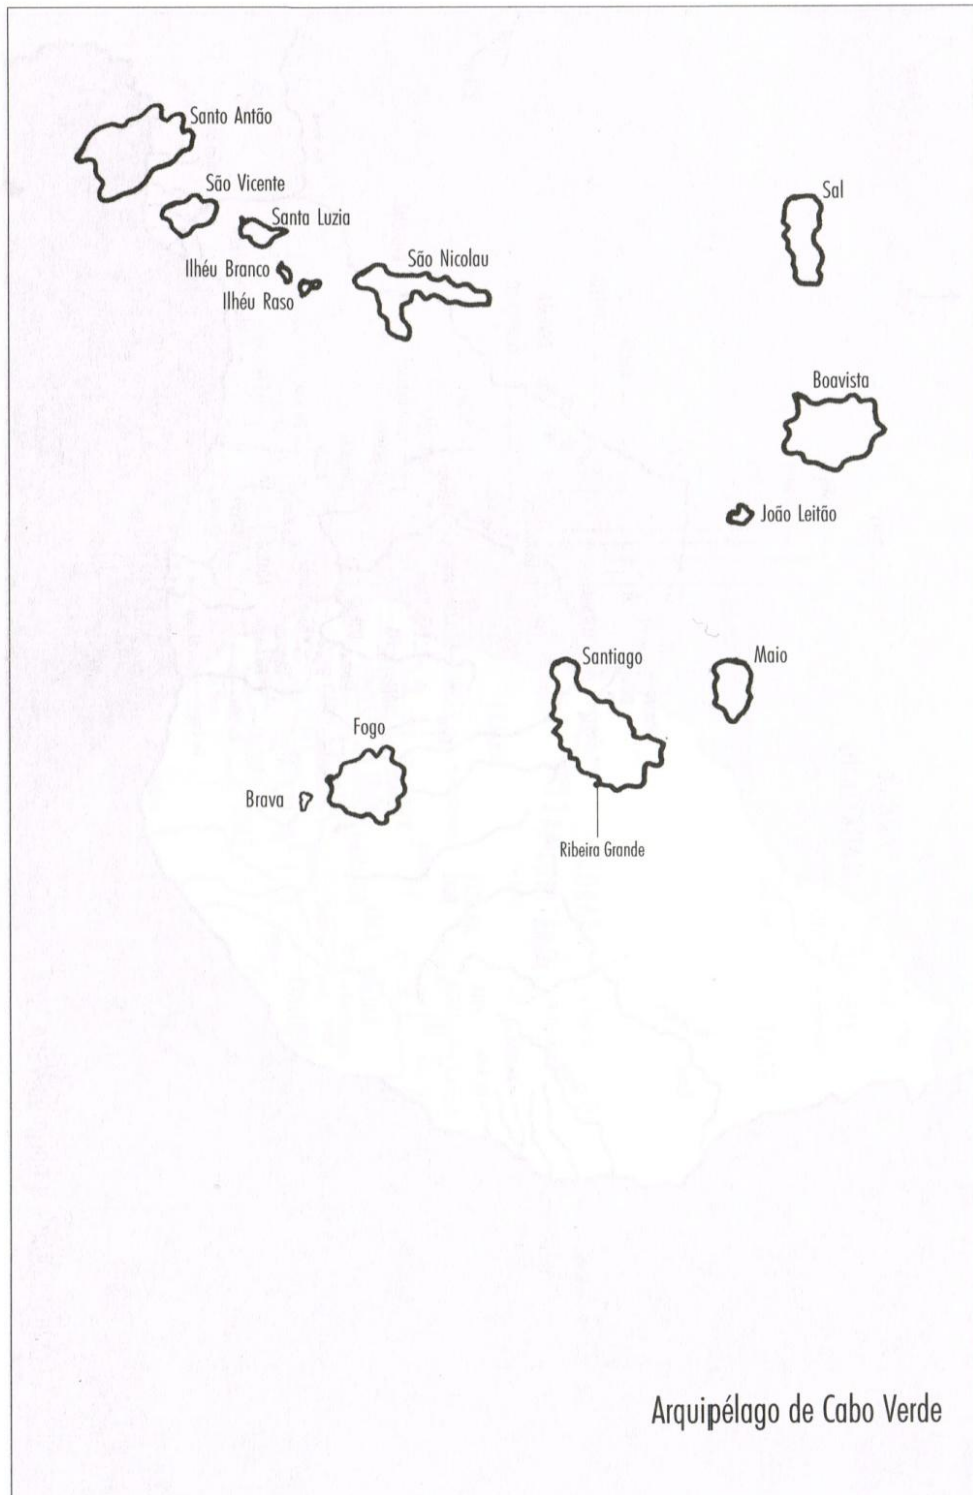 Santo Antão
São Vicente
Santa Luzia
Ilhéu Branco
Ilhéu Raso
São Nicolau
Sal
Boavista
João Leitão
Santiago
Maio
Fogo
Brava
Ribeira Grande
Arquipélago de Cabo Verde